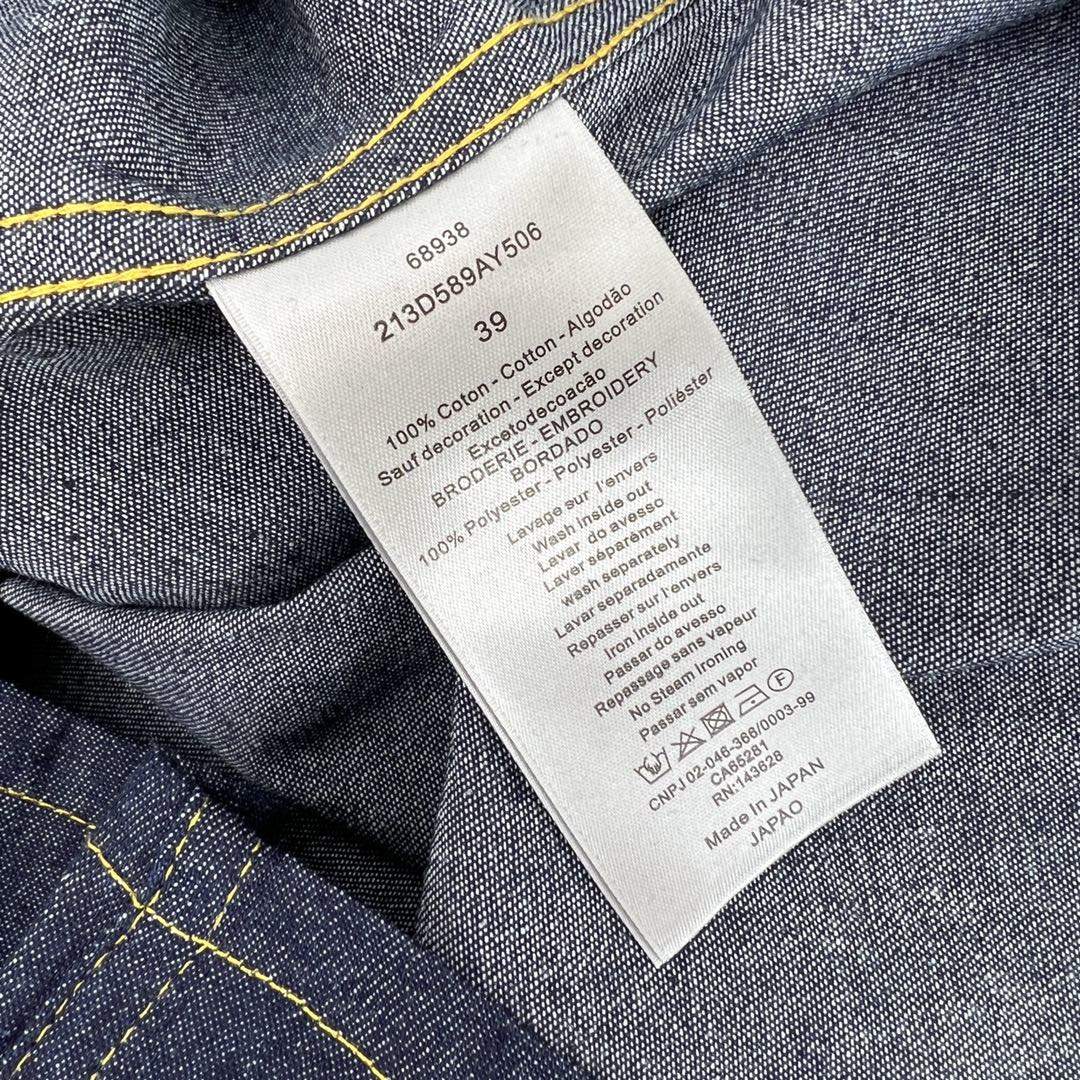 68938
213D589AY506
39
100% Coton - Cotton - Algodão
Sauf decoration - Except decoration
Excetodecoacão
BRODERIE - EMBROIDERY
BORDADO
100% Polyester - Polyester - Poliéster
Lavage sur l'envers
Wash inside out
Lavar do avesso
Laver séparément
wash separately
Lavar separadamente
Repasser sur l'envers
Iron inside out
Passar do avesso
Repassage sans vapeur
No Steam Ironing
Passar sem vapor
F
CNPJ 02-046-366/0003-99
CA65281
RN:143628
Made In JAPAN
JAPAO